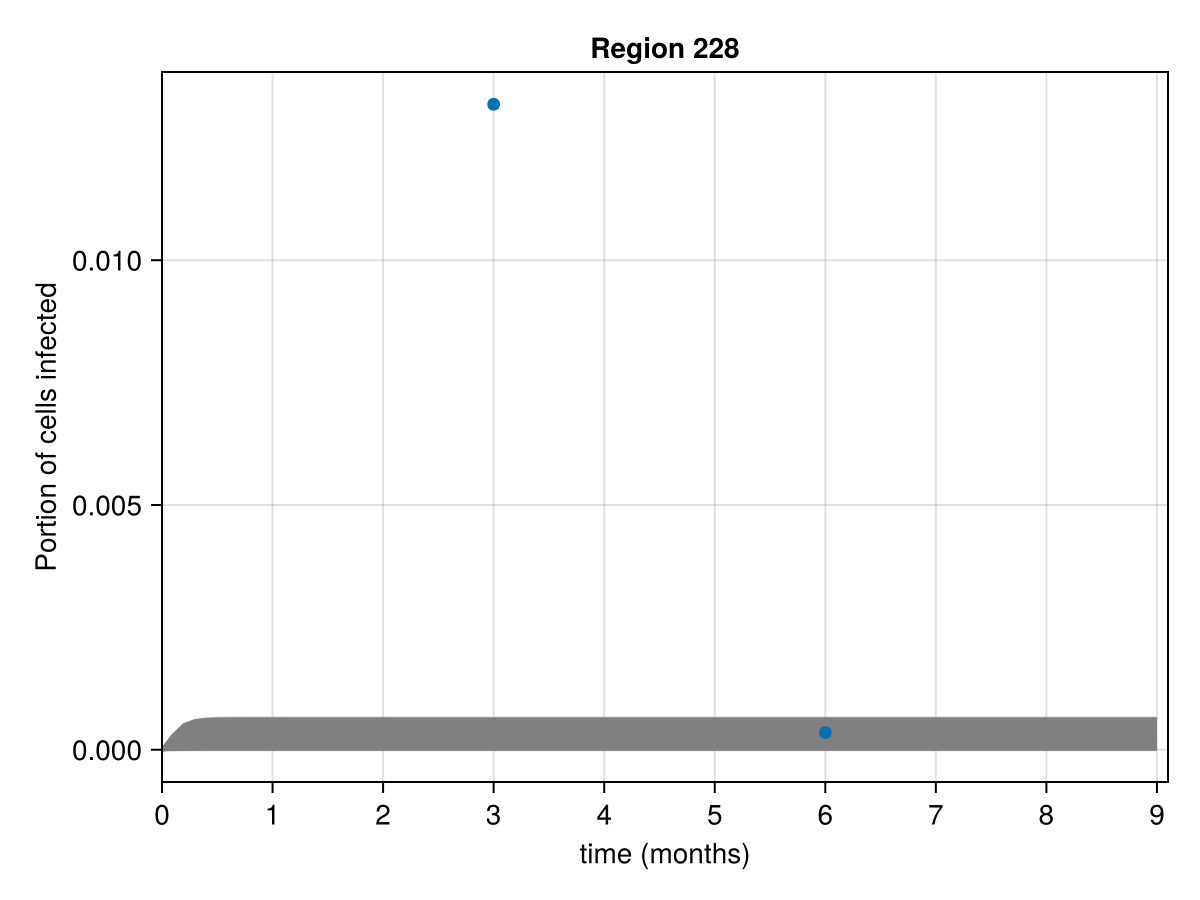 Region 228
Portion of cells infected
0.010
0.005
0.000
0 1 2 3 4 5 6 7 8 9
time (months)